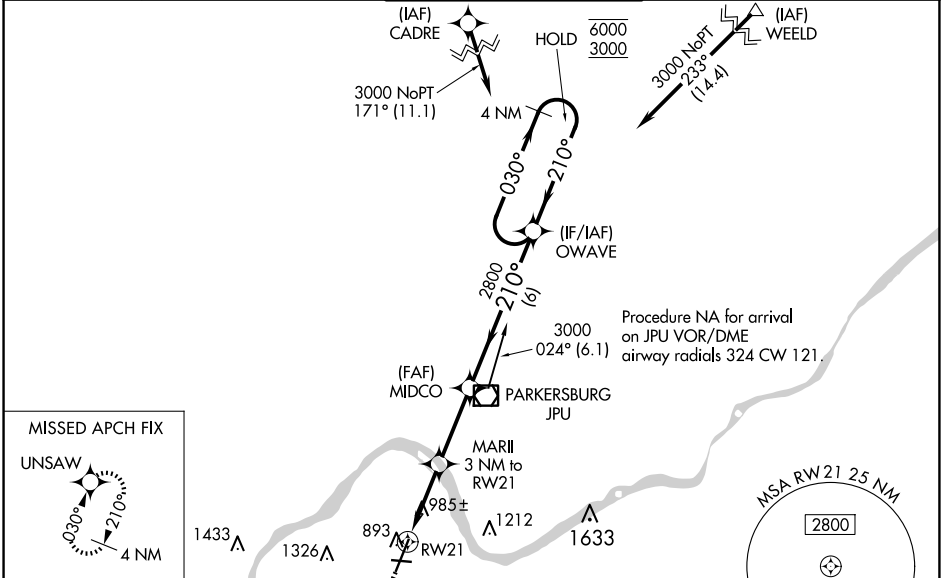 (IAF)
CADRE
3000 NoPT
171° (11.1)
HOLD
6000
3000
(IAF)
WEELD
3000 NoPT
233°
(14.4)
4 NM
030°
210°
(IF/IAF)
OWAVE
2800
210°
(6)
3000
024° (6.1)
Procedure NA for arrival
on JPU VOR/DME
airway radials 324 CW 121.
(FAF)
MIDCO
PARKERSBURG
JPU
MISSED APCH FIX
UNSAW
030°
210°
4 NM
MARII
3 NM to
RW21
985±
1212
1633
893
RW21
1433
1326
MSA RW21 25 NM
2800